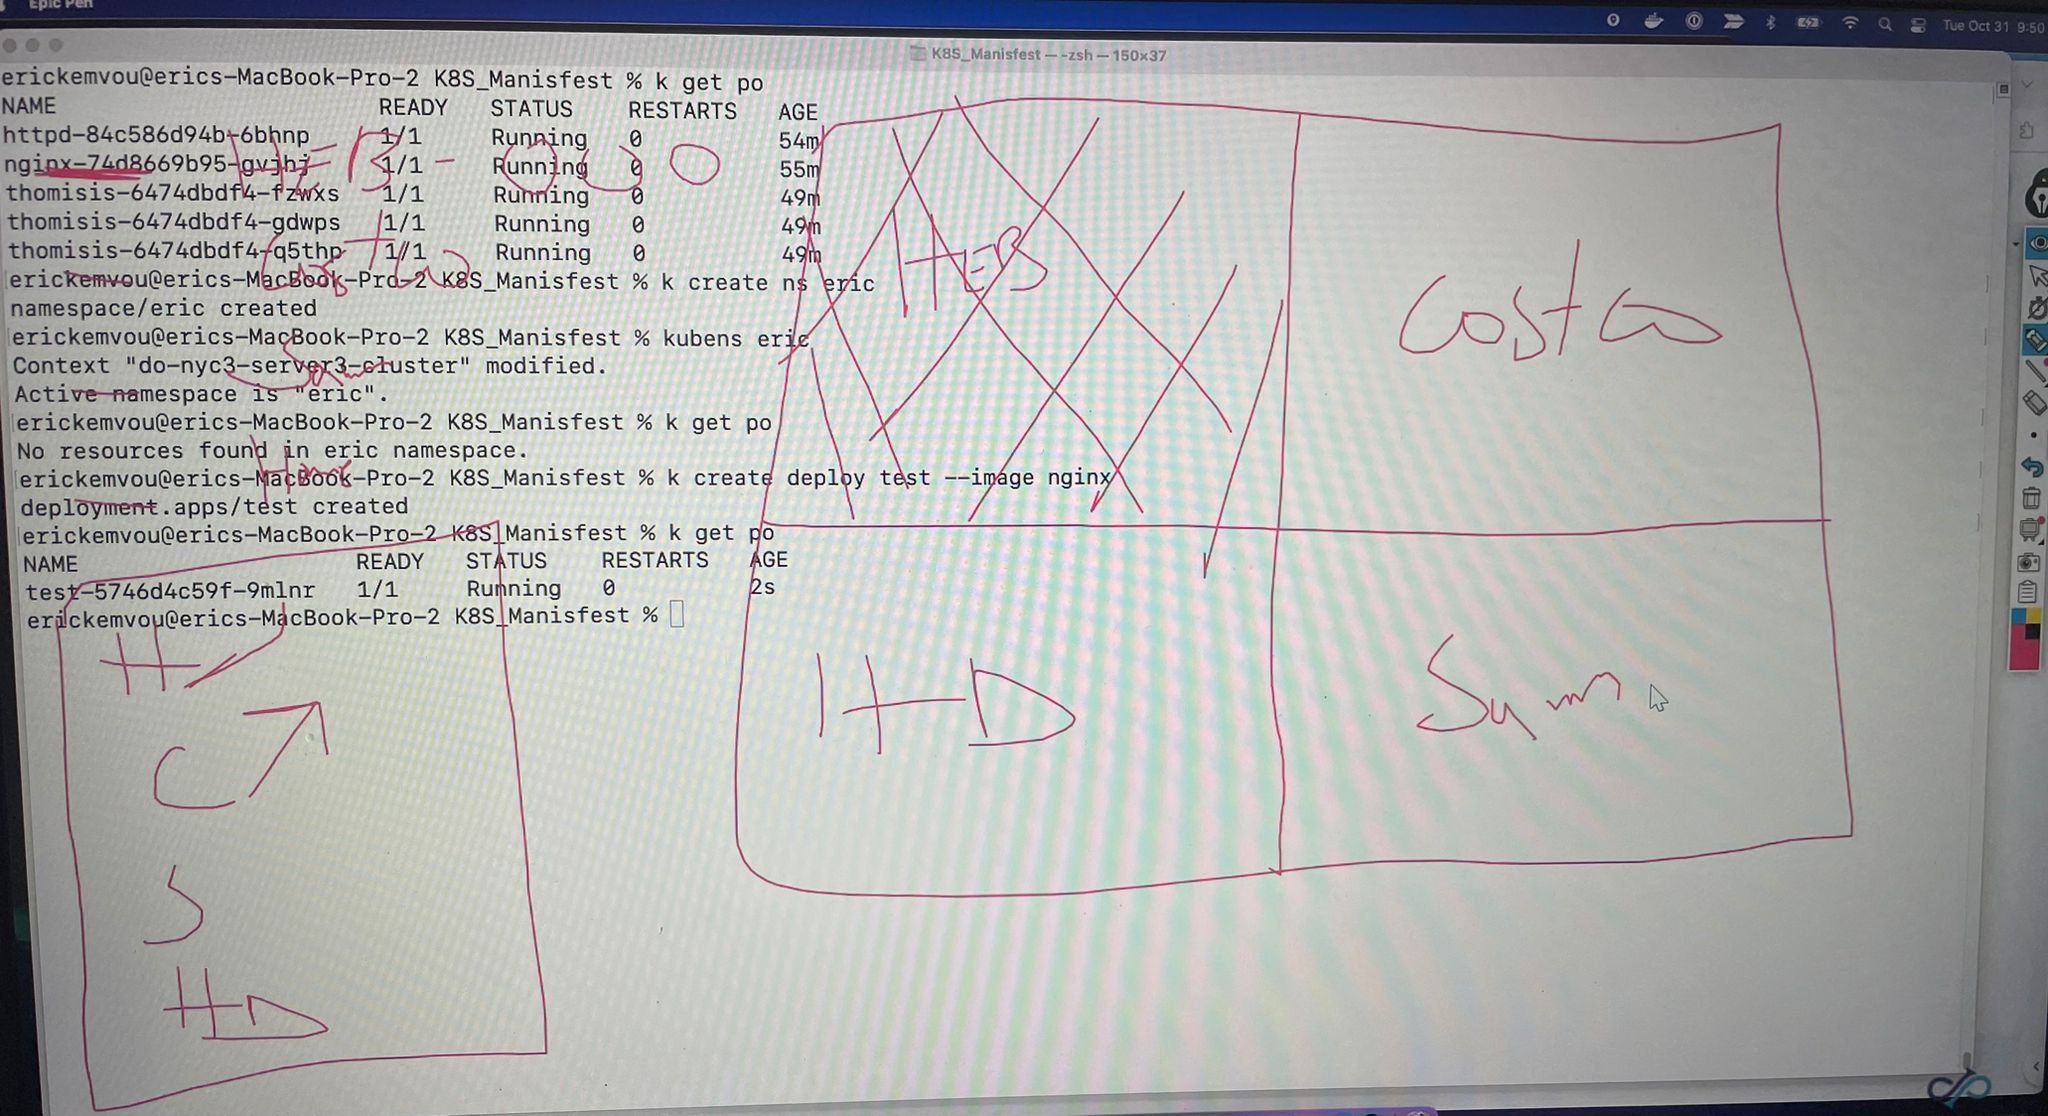 Epic Pen
Tue Oct 31 9:50
K8S_Manisfest — -zsh — 150×37
erickemvou@erics-MacBook-Pro-2 K8S_Manisfest % k get po
NAME READY STATUS RESTARTS AGE
httpd-84c586d94b-6bhnp 1/1 Running 0 54m
nginx-74d8669b95-gvjhj 1/1 Running 0 55m
thomisis-6474dbdf4-fzwxs 1/1 Running 0 49m
thomisis-6474dbdf4-gdwps 1/1 Running 0 49m
thomisis-6474dbdf4-q5thp 1/1 Running 0 49m
erickemvou@erics-MacBook-Pro-2 K8S_Manisfest % k create ns eric
namespace/eric created
erickemvou@erics-MacBook-Pro-2 K8S_Manisfest % kubens eric
Context "do-nyc3-server3-cluster" modified.
Active namespace is "eric".
erickemvou@erics-MacBook-Pro-2 K8S_Manisfest % k get po
No resources found in eric namespace.
erickemvou@erics-MacBook-Pro-2 K8S_Manisfest % k create deploy test --image nginx
deployment.apps/test created
erickemvou@erics-MacBook-Pro-2 K8S_Manisfest % k get po
NAME READY STATUS RESTARTS AGE
test-5746d4c59f-9mlnr 1/1 Running 0 2s
erickemvou@erics-MacBook-Pro-2 K8S_Manisfest %
HEB
Costco
HD
H
C
S
HD